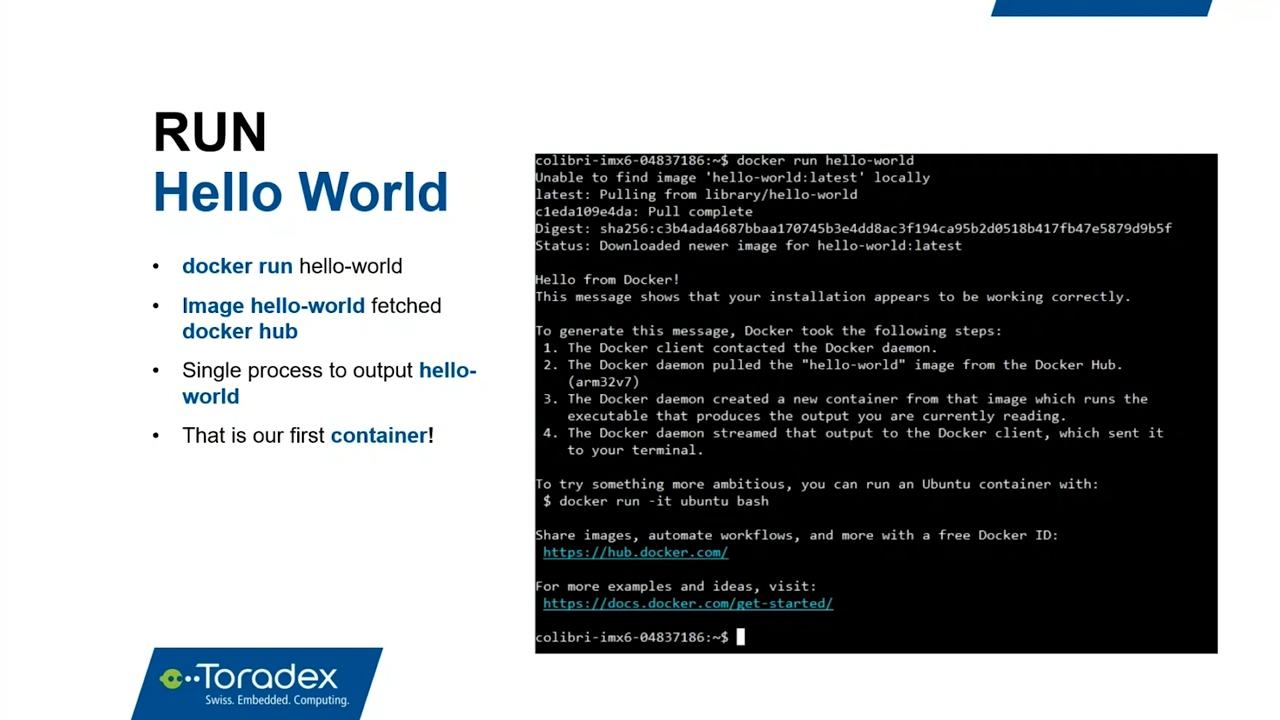 RUN
Hello World
• docker run hello-world
• Image hello-world fetched
docker hub
• Single process to output hello-
world
• That is our first container!
colibri-imx6-04837186:~$ docker run hello-world
Unable to find image 'hello-world:latest' locally
latest: Pulling from library/hello-world
c1eda109e4da: Pull complete
Digest: sha256:c3b4ada4687bbaa170745b3e4dd8ac3f194ca95b2d0518b417fb47e5879d9b5f
Status: Downloaded newer image for hello-world:latest
Hello from Docker!
This message shows that your installation appears to be working correctly.
To generate this message, Docker took the following steps:
1. The Docker client contacted the Docker daemon.
2. The Docker daemon pulled the "hello-world" image from the Docker Hub.
(arm32v7)
3. The Docker daemon created a new container from that image which runs the
executable that produces the output you are currently reading.
4. The Docker daemon streamed that output to the Docker client, which sent it
to your terminal.
To try something more ambitious, you can run an Ubuntu container with:
$ docker run -it ubuntu bash
Share images, automate workflows, and more with a free Docker ID:
https://hub.docker.com/
For more examples and ideas, visit:
https://docs.docker.com/get-started/
colibri-imx6-04837186:~$
Toradex
Swiss. Embedded. Computing.